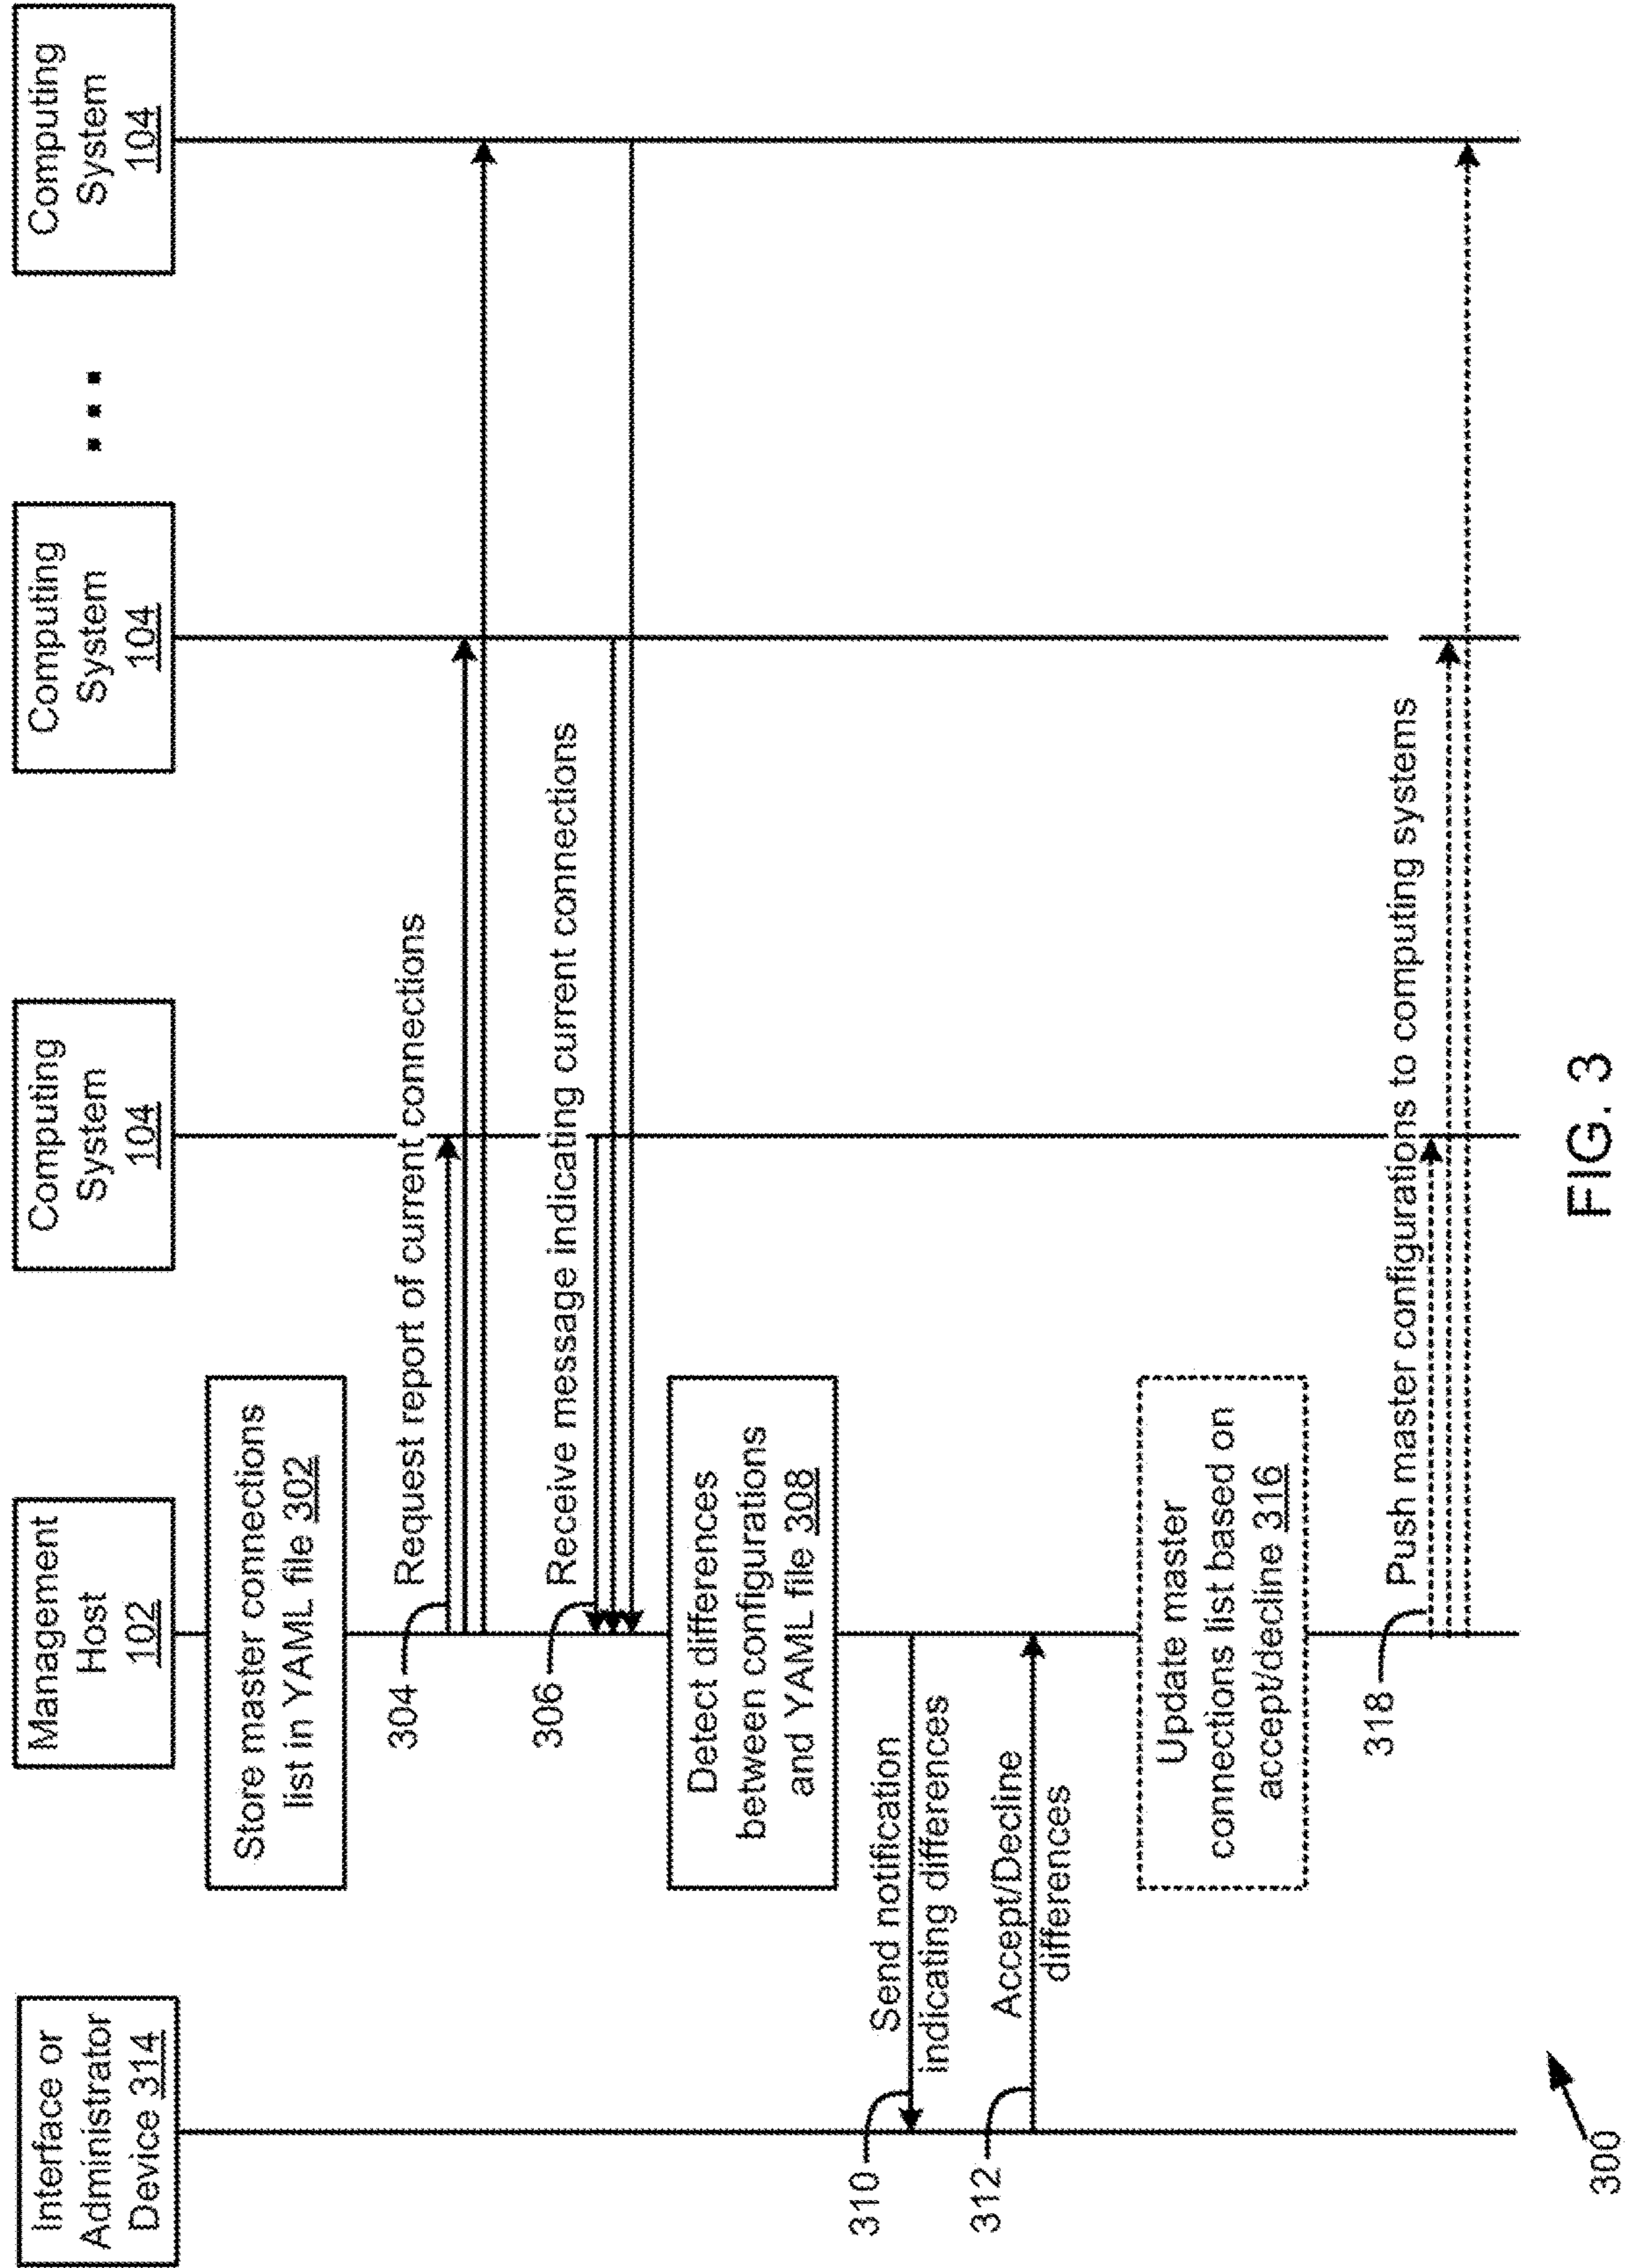 Interface or
Administrator
Device 314
Management
Host
102
Computing
System
104
Computing
System
104
Computing
System
104
Store master connections
list in YAML file 302
304
Request report of current connections
306
Receive message indicating current connections
Detect differences
between configurations
and YAML file 308
310
Send notification
indicating differences
312
Accept/Decline
differences
Update master
connections list based on
accept/decline 316
318
Push master configurations to computing systems
300
FIG. 3